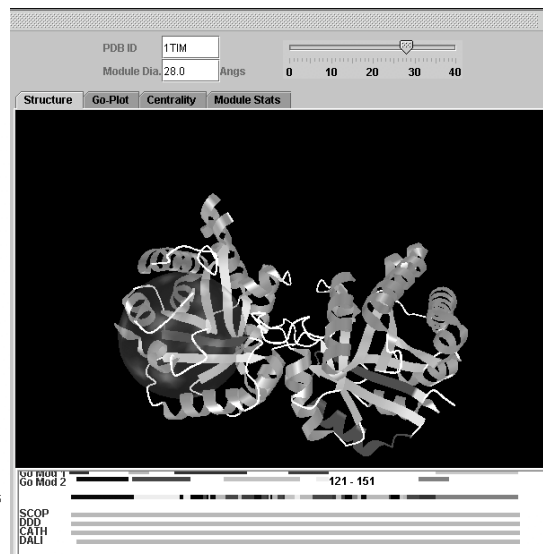 PDB ID 1TIM
Module Dia. 28.0 Angs
0 10 20 30 40
Structure Go-Plot Centrality Module Stats
Go Mod 1
Go Mod 2 121 - 151
SCOP
DDD
CATH
DALI